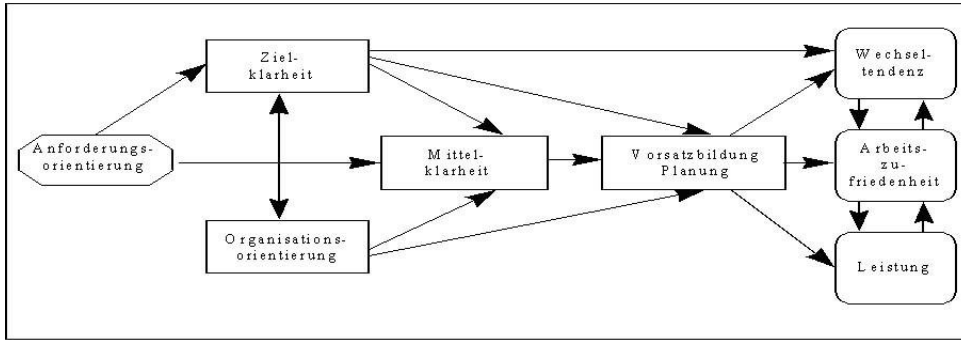 Ziel-
klarheit
Wechsel-
tendenz
Anforderungs-
orientierung
Mittel-
klarheit
Vorsatzbildung
Planung
Arbeits-
zu-
friedenheit
Organisations-
orientierung
Leistung